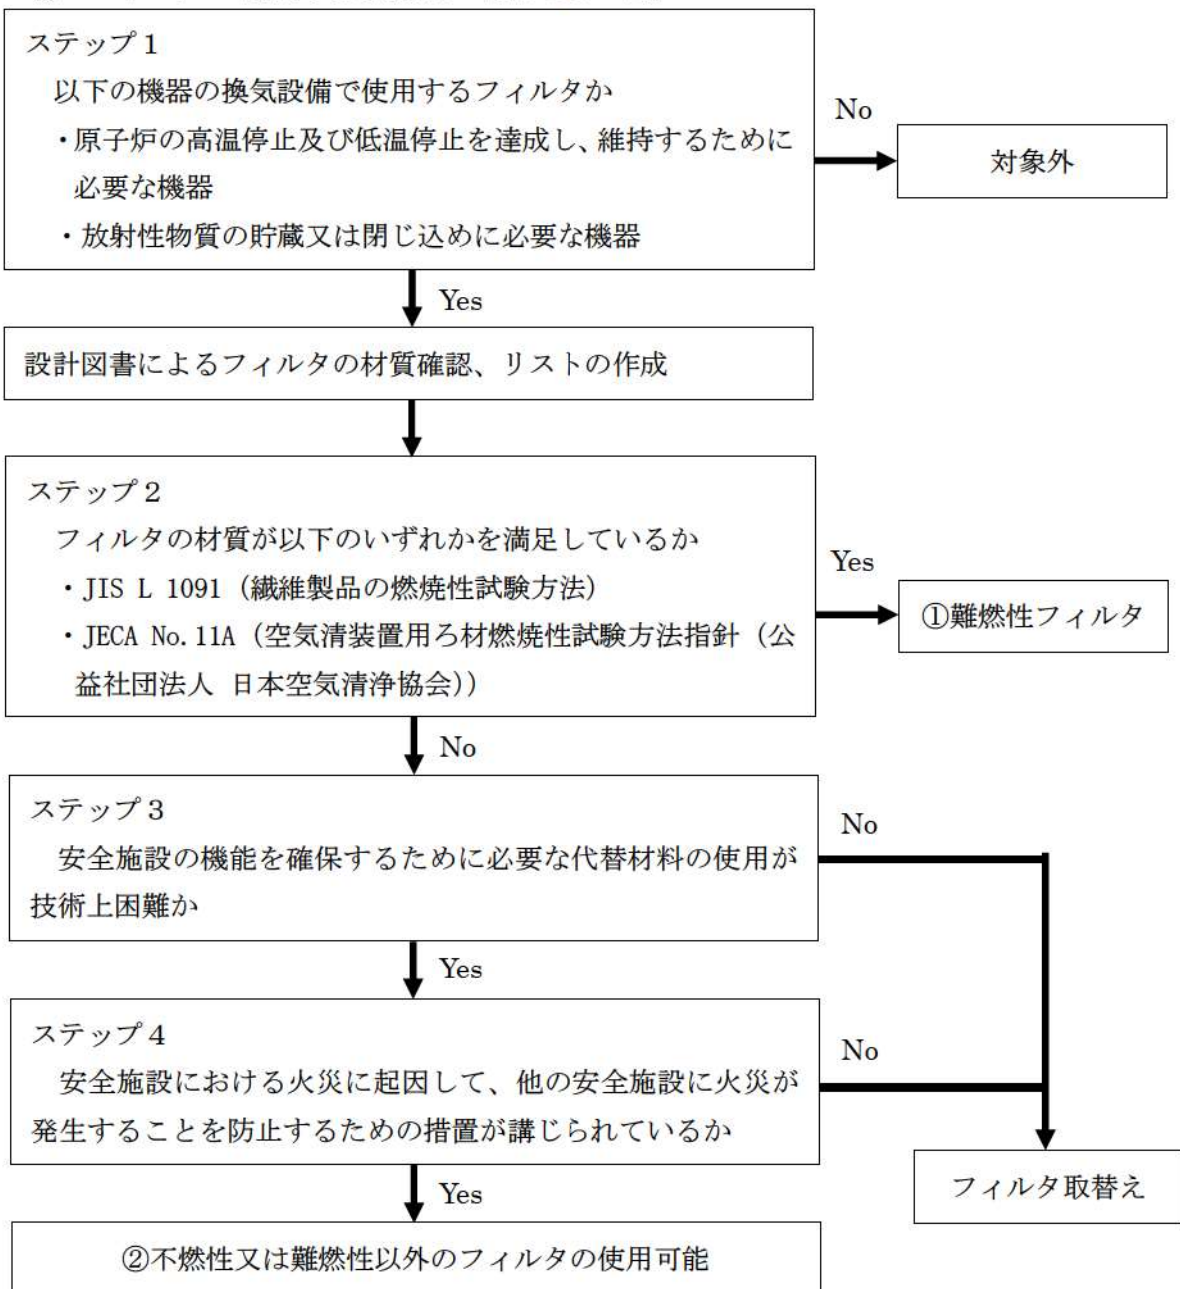 ステップ１
以下の機器の換気設備で使用するフィルタか
・原子炉の高温停止及び低温停止を達成し、維持するために
必要な機器
・放射性物質の貯蔵又は閉じ込めに必要な機器
No
対象外
Yes
設計図書によるフィルタの材質確認、リストの作成
ステップ２
フィルタの材質が以下のいずれかを満足しているか
・JIS L 1091（繊維製品の燃焼性試験方法）
・JECA No.11A（空気清装置用ろ材燃焼性試験方法指針（公
益社団法人 日本空気清浄協会））
Yes
①難燃性フィルタ
No
ステップ３
安全施設の機能を確保するために必要な代替材料の使用が
技術上困難か
No
Yes
ステップ４
安全施設における火災に起因して、他の安全施設に火災が
発生することを防止するための措置が講じられているか
No
フィルタ取替え
Yes
②不燃性又は難燃性以外のフィルタの使用可能